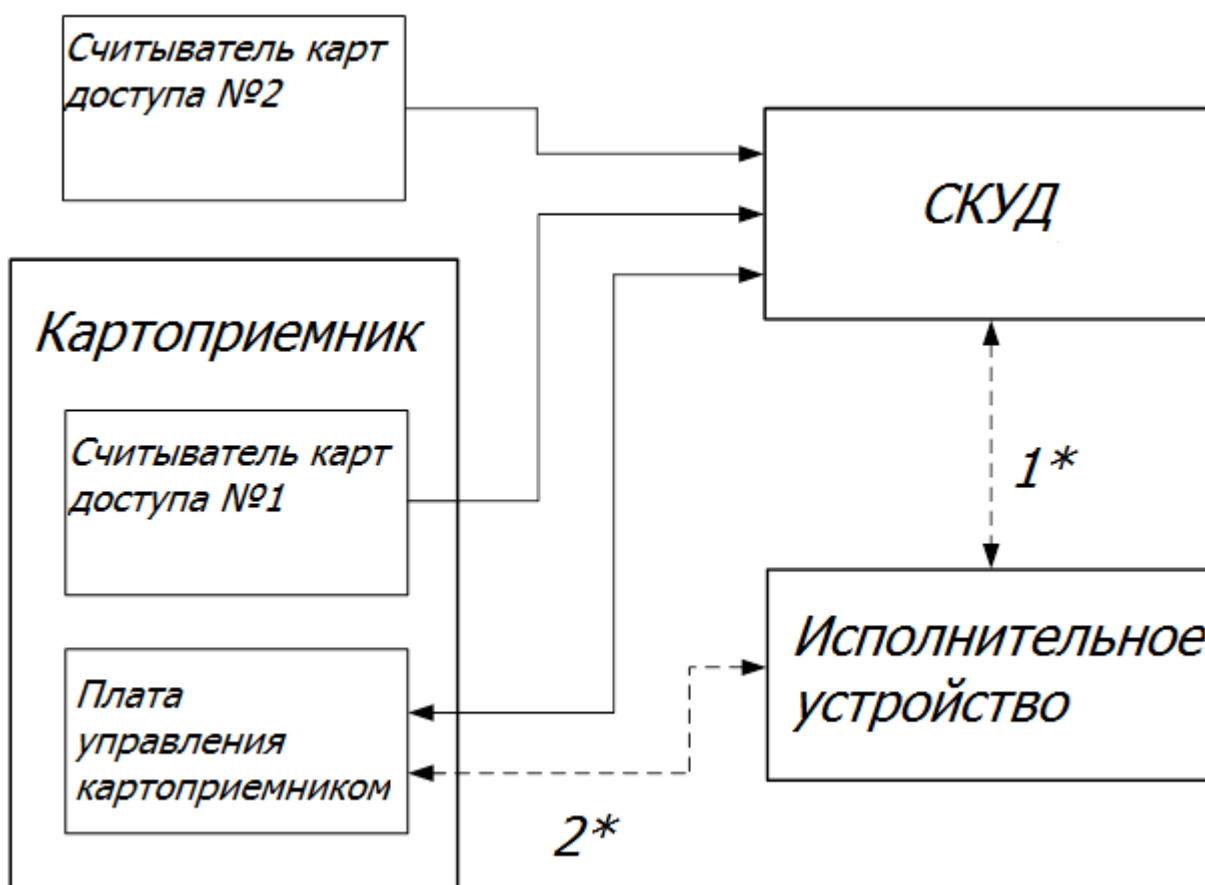 Считыватель карт
доступа №2
СКУД
Картоприемник
Считыватель карт
доступа №1
1*
Исполнительное
устройство
Плата
управления
картоприемником
2*